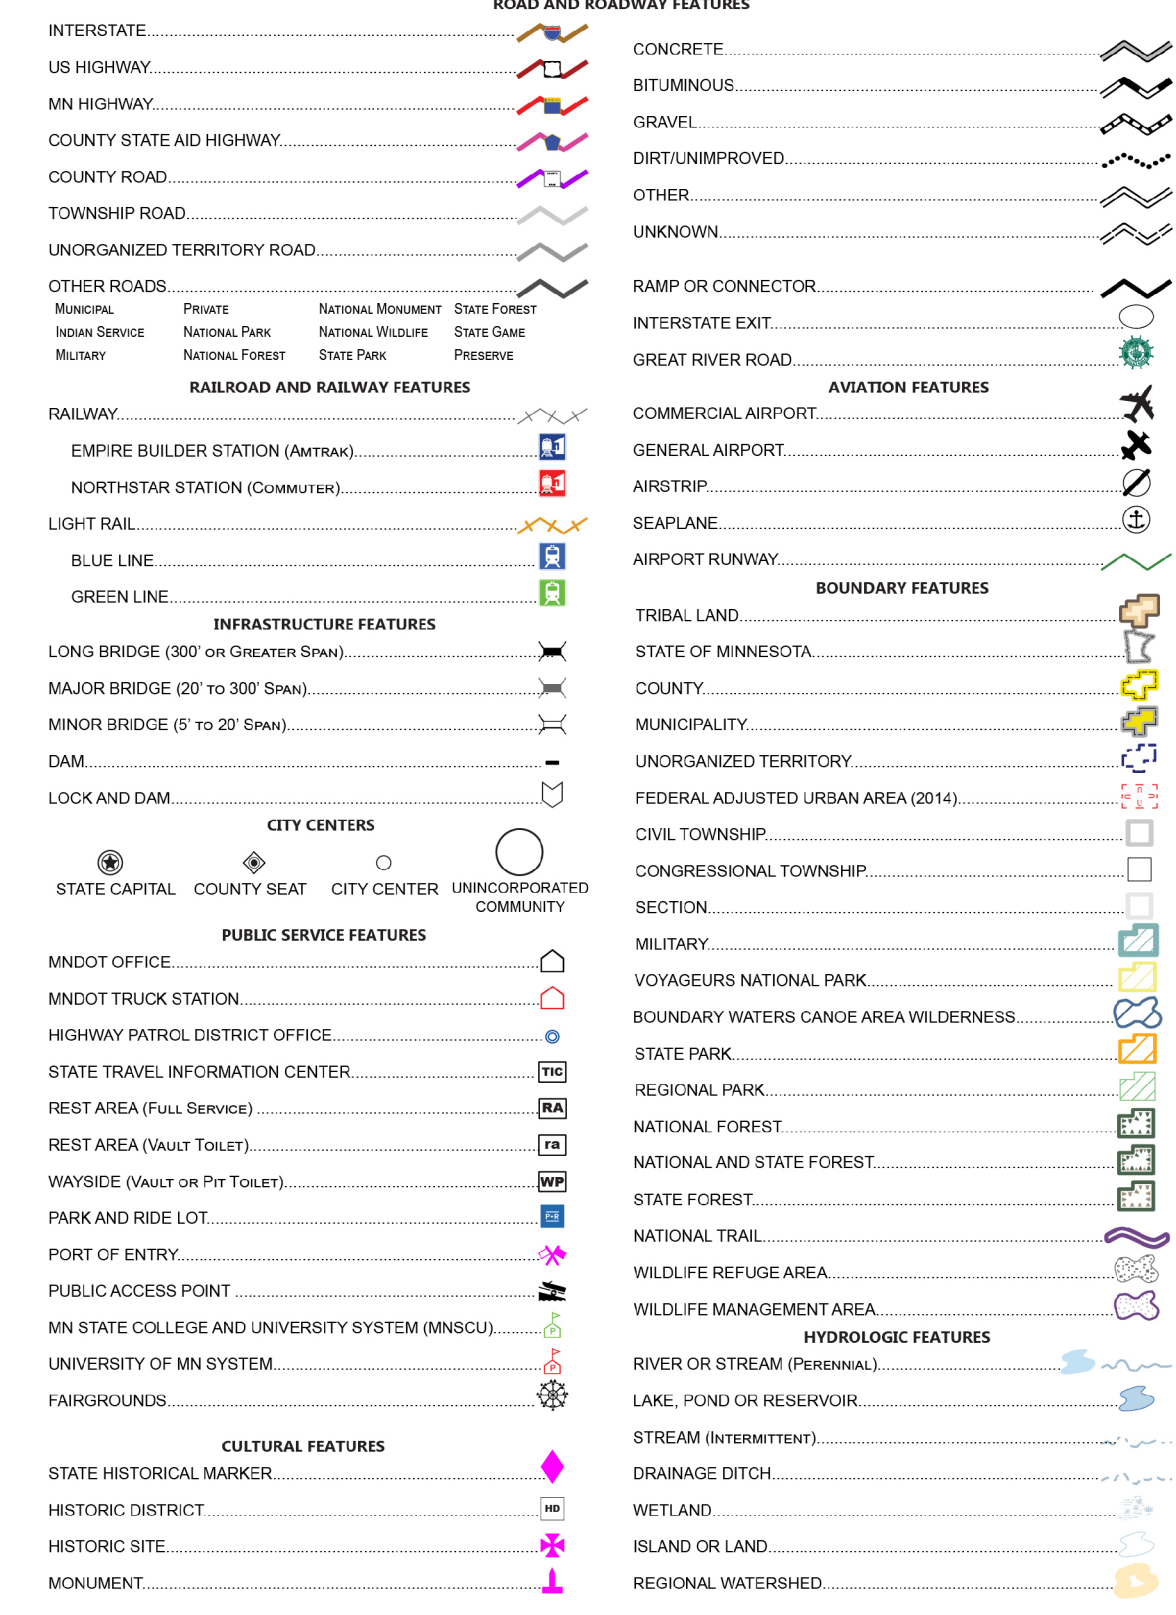 ROAD AND ROADWAY FEATURES
INTERSTATE
US HIGHWAY
MN HIGHWAY
COUNTY STATE AID HIGHWAY
COUNTY ROAD
TOWNSHIP ROAD
UNORGANIZED TERRITORY ROAD
OTHER ROADS
MUNICIPAL PRIVATE NATIONAL MONUMENT STATE FOREST
INDIAN SERVICE NATIONAL PARK NATIONAL WILDLIFE STATE GAME
MILITARY NATIONAL FOREST STATE PARK PRESERVE
RAILROAD AND RAILWAY FEATURES
RAILWAY
EMPIRE BUILDER STATION (AMTRAK)
NORTHSTAR STATION (COMMUTER)
LIGHT RAIL
BLUE LINE
GREEN LINE
INFRASTRUCTURE FEATURES
LONG BRIDGE (300' OR GREATER SPAN)
MAJOR BRIDGE (20' TO 300' SPAN)
MINOR BRIDGE (5' TO 20' SPAN)
DAM
LOCK AND DAM
CITY CENTERS
STATE CAPITAL COUNTY SEAT CITY CENTER UNINCORPORATED
COMMUNITY
PUBLIC SERVICE FEATURES
MNDOT OFFICE
MNDOT TRUCK STATION
HIGHWAY PATROL DISTRICT OFFICE
STATE TRAVEL INFORMATION CENTER TIC
REST AREA (FULL SERVICE) RA
REST AREA (VAULT TOILET) ra
WAYSIDE (VAULT OR PIT TOILET) WP
PARK AND RIDE LOT P•R
PORT OF ENTRY
PUBLIC ACCESS POINT
MN STATE COLLEGE AND UNIVERSITY SYSTEM (MNSCU) P
UNIVERSITY OF MN SYSTEM P
FAIRGROUNDS
CULTURAL FEATURES
STATE HISTORICAL MARKER
HISTORIC DISTRICT HD
HISTORIC SITE
MONUMENT
CONCRETE
BITUMINOUS
GRAVEL
DIRT/UNIMPROVED
OTHER
UNKNOWN
RAMP OR CONNECTOR
INTERSTATE EXIT
GREAT RIVER ROAD
AVIATION FEATURES
COMMERCIAL AIRPORT
GENERAL AIRPORT
AIRSTRIP
SEAPLANE
AIRPORT RUNWAY
BOUNDARY FEATURES
TRIBAL LAND
STATE OF MINNESOTA
COUNTY
MUNICIPALITY
UNORGANIZED TERRITORY
FEDERAL ADJUSTED URBAN AREA (2014)
CIVIL TOWNSHIP
CONGRESSIONAL TOWNSHIP
SECTION
MILITARY
VOYAGEURS NATIONAL PARK
BOUNDARY WATERS CANOE AREA WILDERNESS
STATE PARK
REGIONAL PARK
NATIONAL FOREST
NATIONAL AND STATE FOREST
STATE FOREST
NATIONAL TRAIL
WILDLIFE REFUGE AREA
WILDLIFE MANAGEMENT AREA
HYDROLOGIC FEATURES
RIVER OR STREAM (PERENNIAL)
LAKE, POND OR RESERVOIR
STREAM (INTERMITTENT)
DRAINAGE DITCH
WETLAND
ISLAND OR LAND
REGIONAL WATERSHED